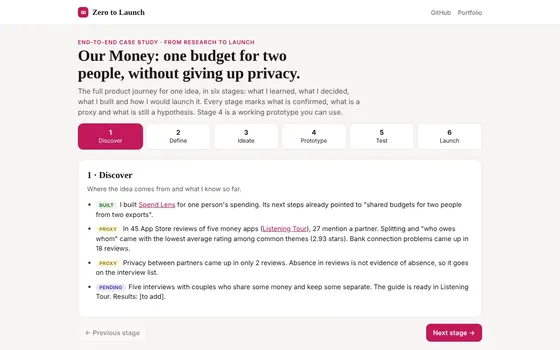 Zero to Launch
GitHub Portfolio
END-TO-END CASE STUDY · FROM RESEARCH TO LAUNCH
Our Money: one budget for two
people, without giving up privacy.
The full product journey for one idea, in six stages: what I learned, what I decided,
what I built and how I would launch it. Every stage marks what is confirmed, what is a
proxy and what is still a hypothesis. Stage 4 is a working prototype you can use.
1 2 3 4 5 6
Discover Define Ideate Prototype Test Launch
1 · Discover
Where the idea comes from and what I know so far.
• BUILT I built Spend Lens for one person's spending. Its next steps already pointed to "shared budgets for two people
from two exports".
• PROXY In 45 App Store reviews of five money apps (Listening Tour), 27 mention a partner. Splitting and "who owes
whom" came with the lowest average rating among common themes (2.93 stars). Bank connection problems came up in
18 reviews.
• PROXY Privacy between partners came up in only 2 reviews. Absence in reviews is not evidence of absence, so it goes
on the interview list.
• PENDING Five interviews with couples who share some money and keep some separate. The guide is ready in Listening
Tour. Results: [to add].
← Previous stage
Next stage →